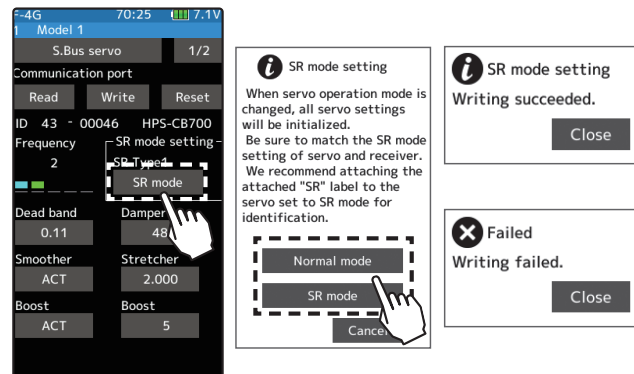 F-4G 70:25 7.1V
1 Model 1
S.Bus servo 1/2
Communication port
Read Write Reset
ID 43 - 00046 HPS-CB700
Frequency
2
SR mode setting
SR Type1
SR mode
Dead band Damper
0.11 48
Smoother Stretcher
ACT 2.000
Boost Boost
ACT 5
SR mode setting
When servo operation mode is
changed, all servo settings
will be initialized.
Be sure to match the SR mode
setting of servo and receiver.
We recommend attaching the
attached "SR" label to the
servo set to SR mode for
identification.
Normal mode
SR mode
Cancel
SR mode setting
Writing succeeded.
Close
Failed
Writing failed.
Close